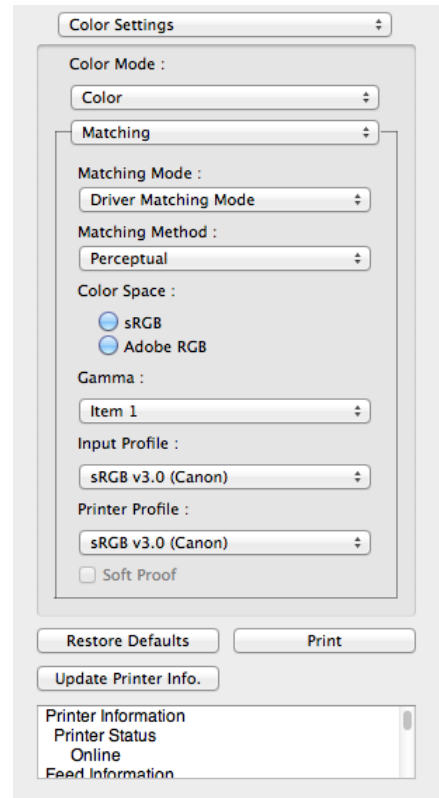 Color Settings
Color Mode :
Color
Matching
Matching Mode :
Driver Matching Mode
Matching Method :
Perceptual
Color Space :
sRGB
Adobe RGB
Gamma :
Item 1
Input Profile :
sRGB v3.0 (Canon)
Printer Profile :
sRGB v3.0 (Canon)
Soft Proof
Restore Defaults Print
Update Printer Info.
Printer Information
Printer Status
Online
Feed Information